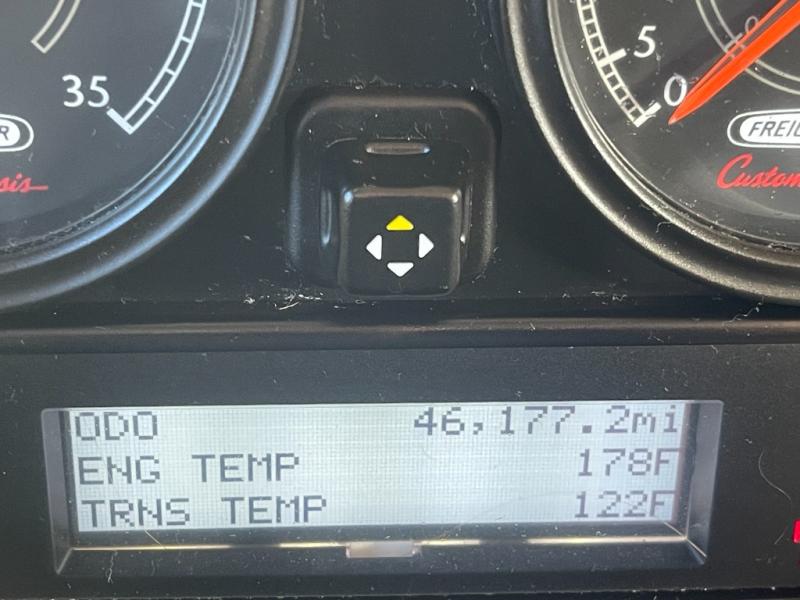 35
5
0
ODO 46,177.2mi
ENG TEMP 178F
TRNS TEMP 122F